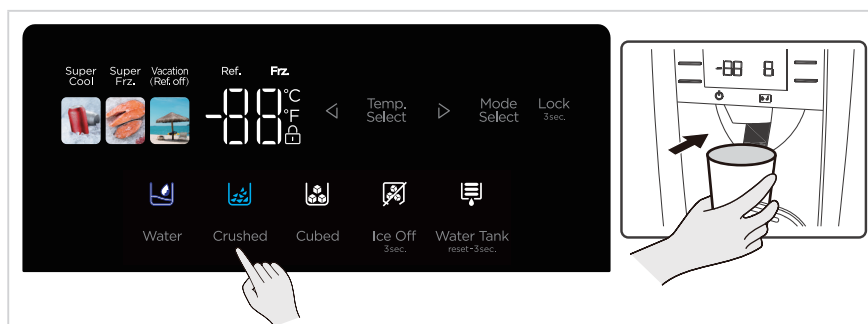 Super Cool
Super Frz.
Vacation (Ref. off)
Ref.
Frz.
-88
°C
°F
Temp. Select
Mode Select
Lock
3sec.
-88 8
Water
Crushed
Cubed
Ice Off
3sec.
Water Tank
reset-3sec.